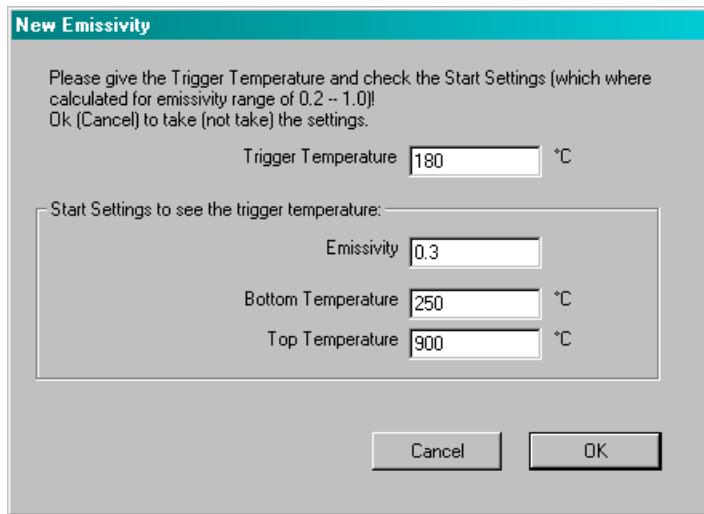 New Emissivity
Please give the Trigger Temperature and check the Start Settings (which where
calculated for emissivity range of 0.2 -- 1.0)!
Ok (Cancel) to take (not take) the settings.
Trigger Temperature 180 °C
Start Settings to see the trigger temperature:
Emissivity 0.3
Bottom Temperature 250 °C
Top Temperature 900 °C
Cancel OK